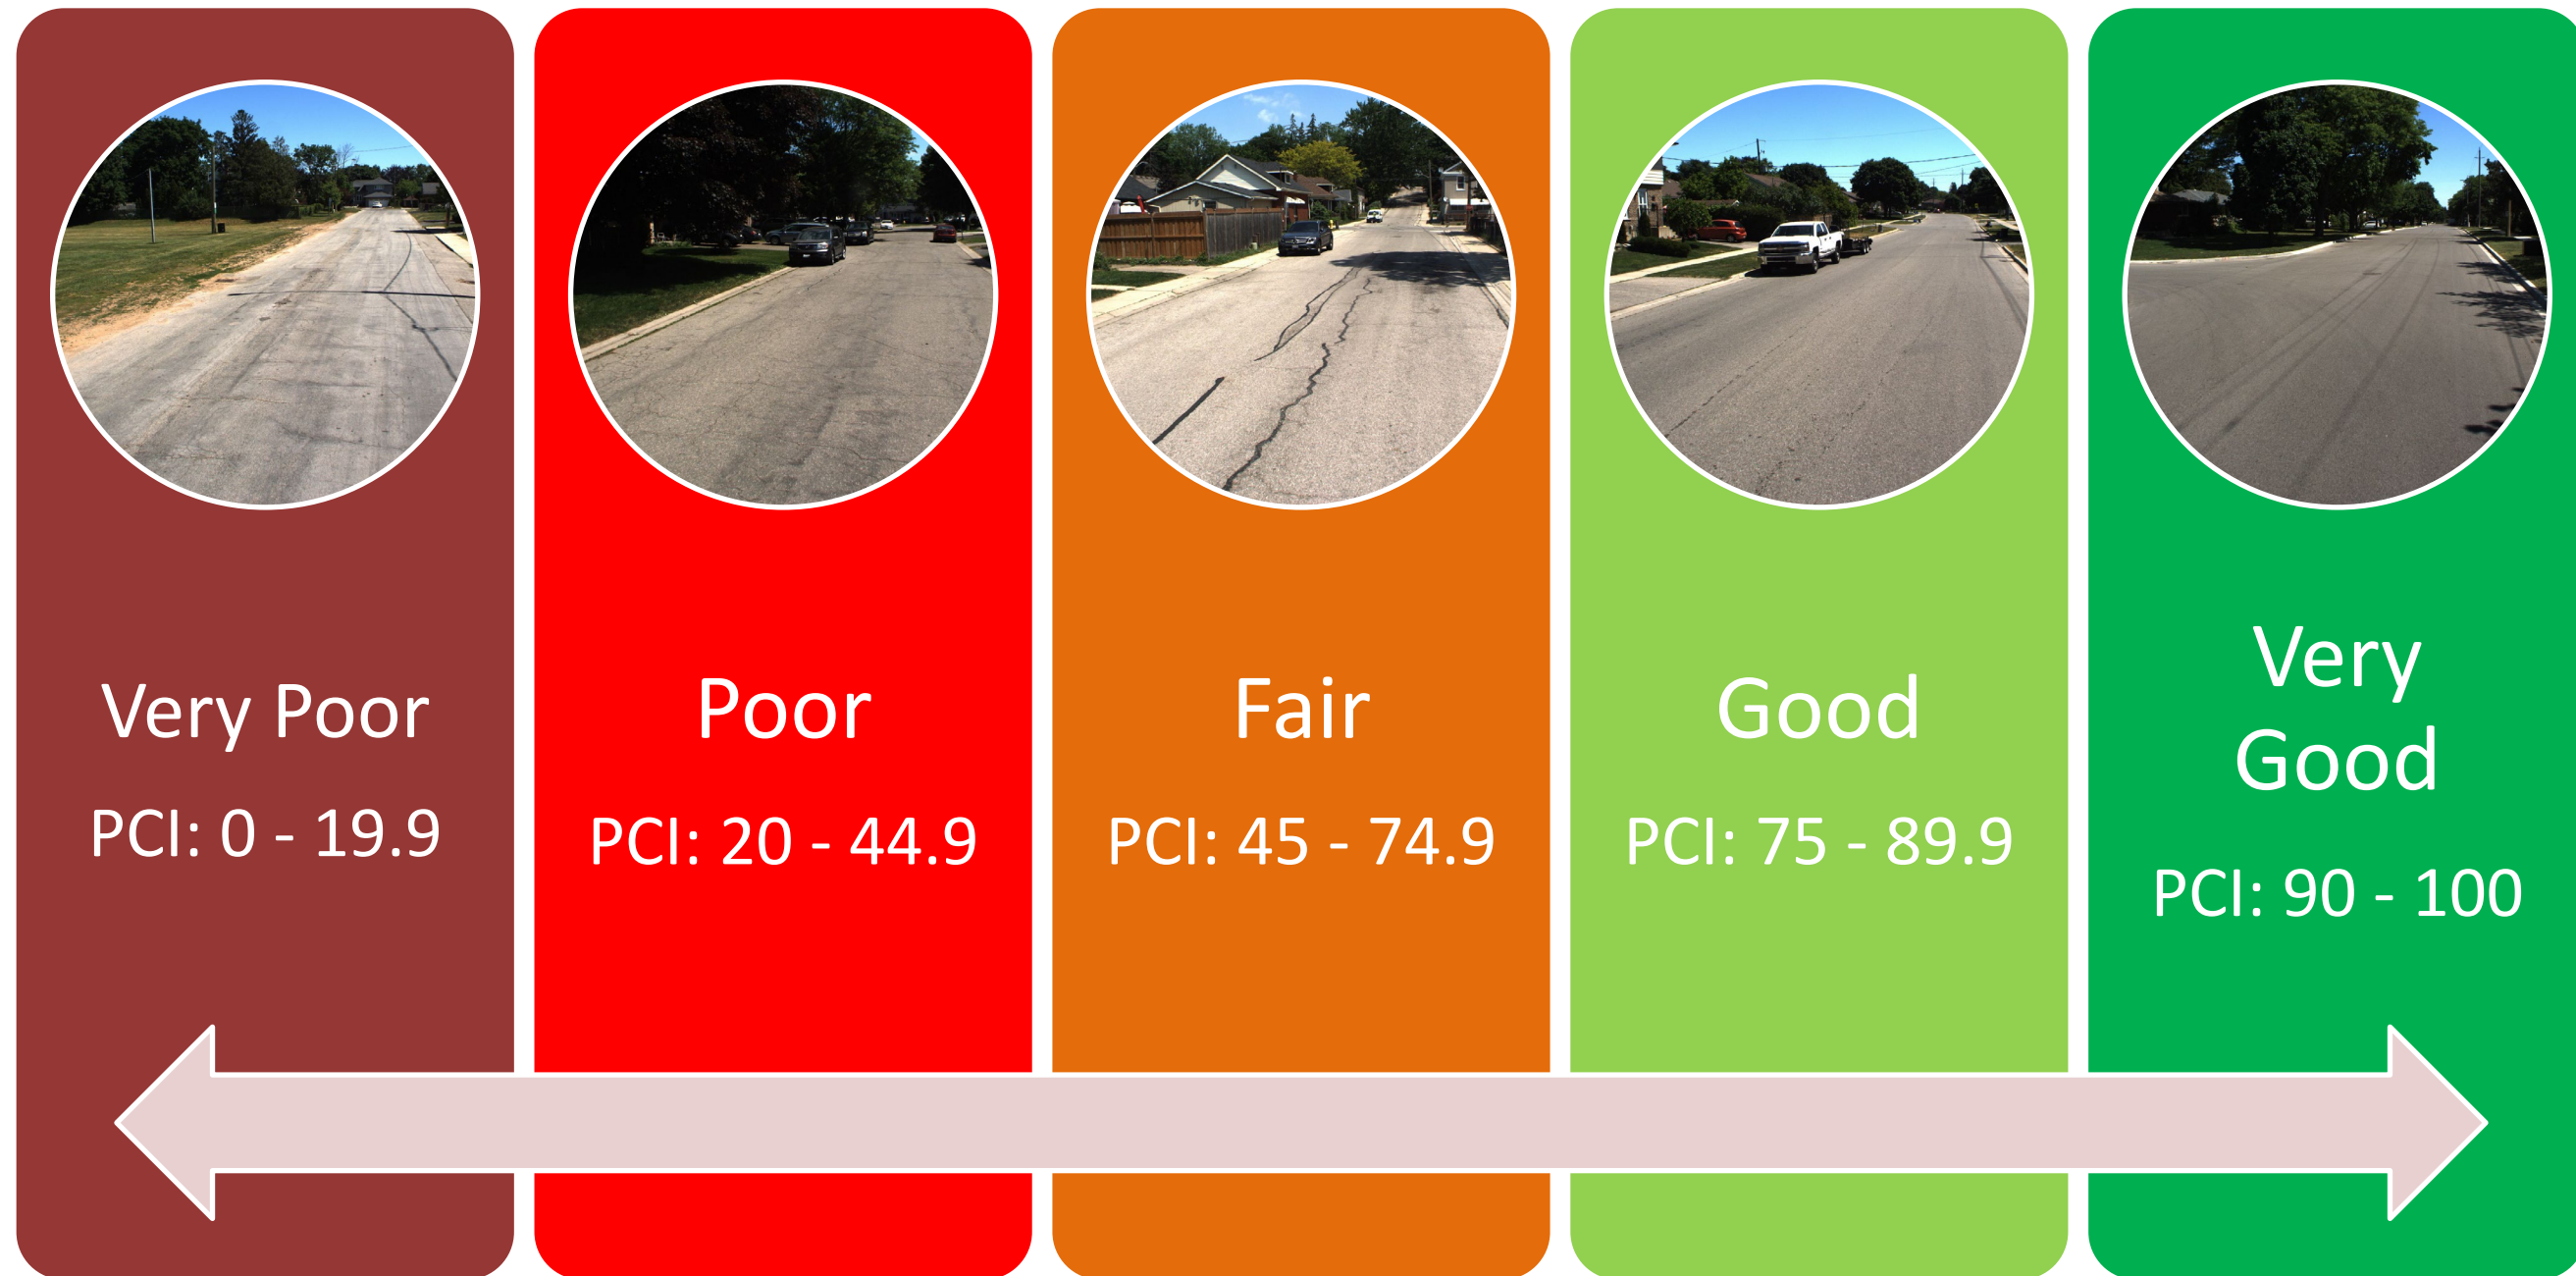 Very Poor
PCI: 0 - 19.9
Poor
PCI: 20 - 44.9
Fair
PCI: 45 - 74.9
Good
PCI: 75 - 89.9
Very
Good
PCI: 90 - 100